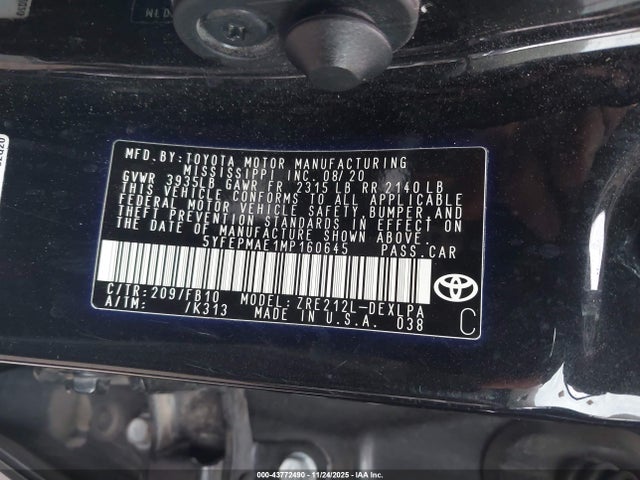 MFD.BY:TOYOTA MOTOR MANUFACTURING
MISSISSIPPI INC. 08/20
GVWR 3935LB GAWR FR 2315 LB RR 2140 LB
THIS VEHICLE CONFORMS TO ALL APPLICABLE
FEDERAL MOTOR VEHICLE SAFETY, BUMPER, AND
THEFT PREVENTION STANDARDS IN EFFECT ON
THE DATE OF MANUFACTURE SHOWN ABOVE.
5YFEPMAE1MP160645 PASS.CAR
C/TR:209/FB10 MODEL: ZRE212L-DEXLPA
A/TM: /K313 MADE IN U.S.A. 038
C
000-43772490 - 11/24/2025 - IAAI, Inc.